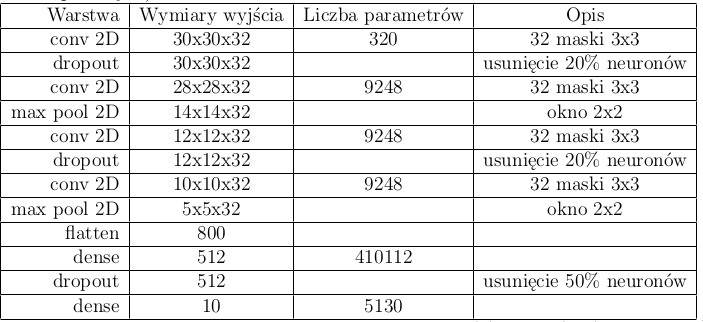 Warstwa Wymiary wyjścia Liczba parametrów Opis
conv 2D 30x30x32 320 32 maski 3x3
dropout 30x30x32 usunięcie 20% neuronów
conv 2D 28x28x32 9248 32 maski 3x3
max pool 2D 14x14x32 okno 2x2
conv 2D 12x12x32 9248 32 maski 3x3
dropout 12x12x32 usunięcie 20% neuronów
conv 2D 10x10x32 9248 32 maski 3x3
max pool 2D 5x5x32 okno 2x2
flatten 800
dense 512 410112
dropout 512 usunięcie 50% neuronów
dense 10 5130